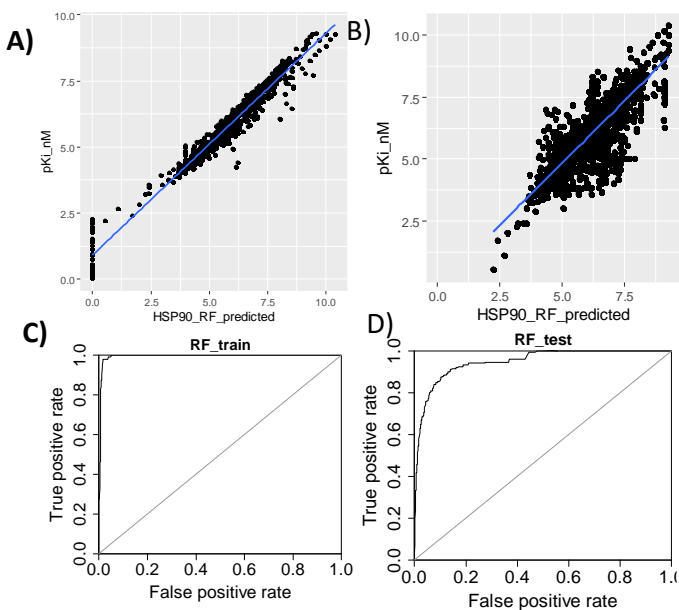 A)
10.0
7.5
5.0
2.5
0.0
pKi_nM
0.0 2.5 5.0 7.5 10.0
HSP90_RF_predicted
B)
10.0
7.5
5.0
2.5
pKi_nM
0.0 2.5 5.0 7.5
HSP90_RF_predicted
C)
RF_train
1.0
0.8
0.6
0.4
0.2
0.0
True positive rate
0.0 0.2 0.4 0.6 0.8 1.0
False positive rate
D)
RF_test
1.0
0.8
0.6
0.4
0.2
0.0
True positive rate
0.0 0.2 0.4 0.6 0.8 1.0
False positive rate